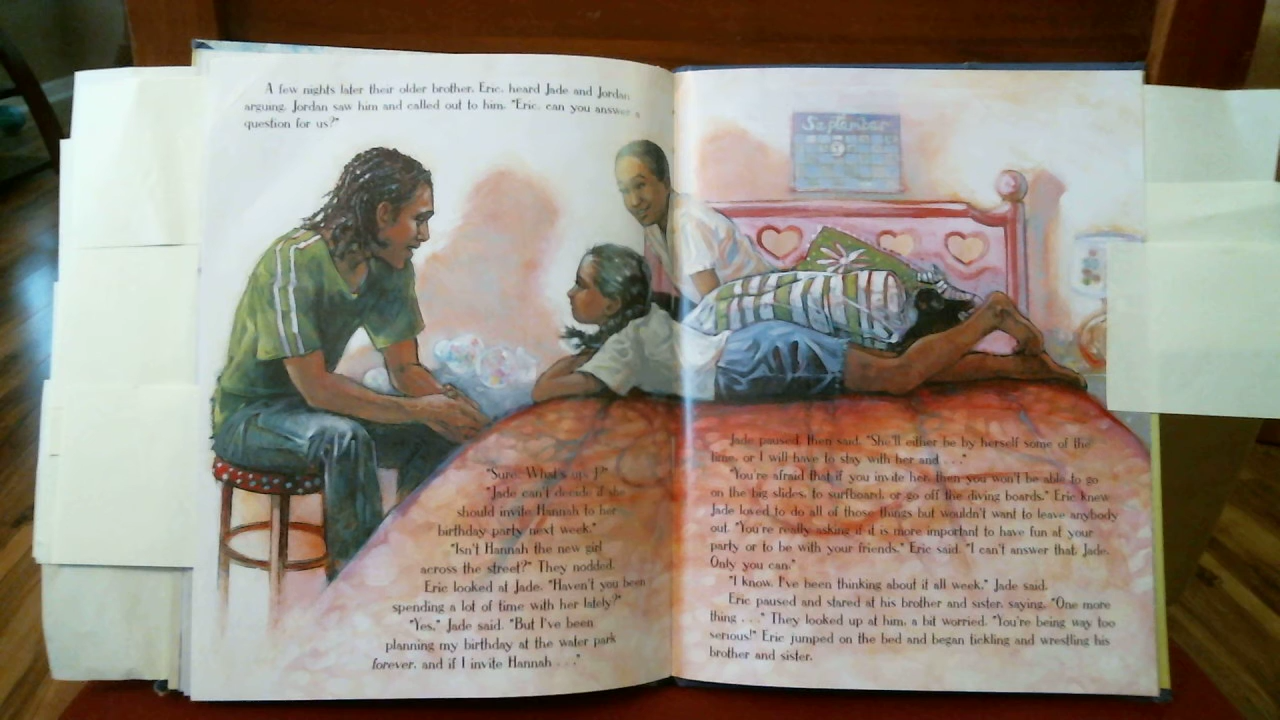 A few nights later their older brother, Eric, heard Jade and Jordan
arguing. Jordan saw him and called out to him. "Eric, can you answer a
question for us?"
"Sure. What's up, J?"
"Jade can't decide if she
should invite Hannah to her
birthday party next week."
"Isn't Hannah the new girl
across the street?" They nodded.
Eric looked at Jade. "Haven't you been
spending a lot of time with her lately?"
"Yes," Jade said. "But I've been
planning my birthday at the water park
forever, and if I invite Hannah . . ."
September
9
Jade paused, then said, "She'll either be by herself some of the
time, or I will have to stay with her and . . ."
"You're afraid that if you invite her, then you won't be able to go
on the big slides, to surfboard, or go off the diving boards." Eric knew
Jade loved to do all of those things but wouldn't want to leave anybody
out. "You're really asking if it is more important to have fun at your
party or to be with your friends," Eric said. "I can't answer that, Jade.
Only you can."
"I know. I've been thinking about it all week," Jade said.
Eric paused and stared at his brother and sister, saying, "One more
thing . . ." They looked up at him, a bit worried. "You're being way too
serious!" Eric jumped on the bed and began tickling and wrestling his
brother and sister.